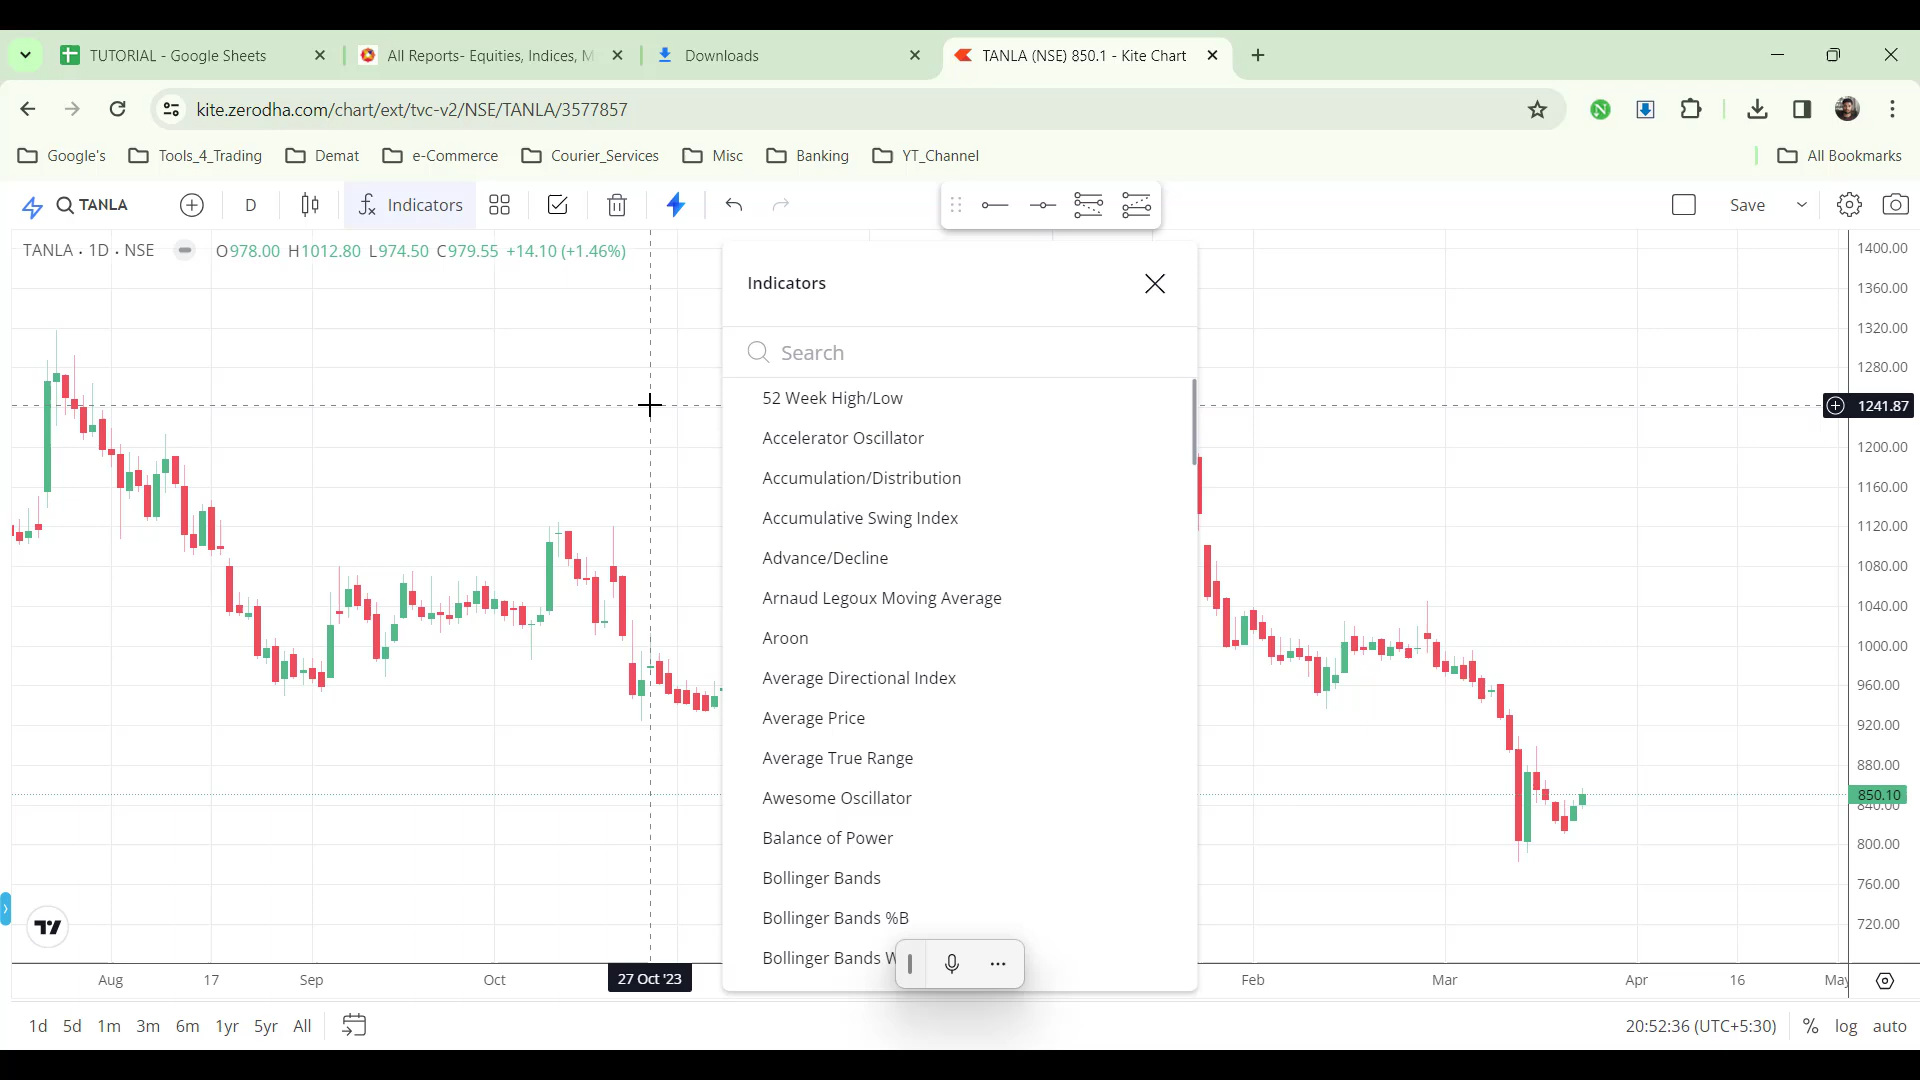 TUTORIAL - Google Sheets
All Reports- Equities, Indices, M
Downloads
TANLA (NSE) 850.1 - Kite Chart
kite.zerodha.com/chart/ext/tvc-v2/NSE/TANLA/3577857
Google's
Tools_4_Trading
Demat
e-Commerce
Courier_Services
Misc
Banking
YT_Channel
All Bookmarks
TANLA
D
Indicators
Save
TANLA · 1D · NSE
O978.00 H1012.80 L974.50 C979.55 +14.10 (+1.46%)
Indicators
Search
52 Week High/Low
Accelerator Oscillator
Accumulation/Distribution
Accumulative Swing Index
Advance/Decline
Arnaud Legoux Moving Average
Aroon
Average Directional Index
Average Price
Average True Range
Awesome Oscillator
Balance of Power
Bollinger Bands
Bollinger Bands %B
Bollinger Bands W
1400.00
1360.00
1320.00
1280.00
1241.87
1200.00
1160.00
1120.00
1080.00
1040.00
1000.00
960.00
920.00
880.00
850.10
840.00
800.00
760.00
720.00
Aug
17
Sep
Oct
27 Oct '23
Feb
Mar
Apr
16
May
1d 5d 1m 3m 6m 1yr 5yr All
20:52:36 (UTC+5:30)
% log auto